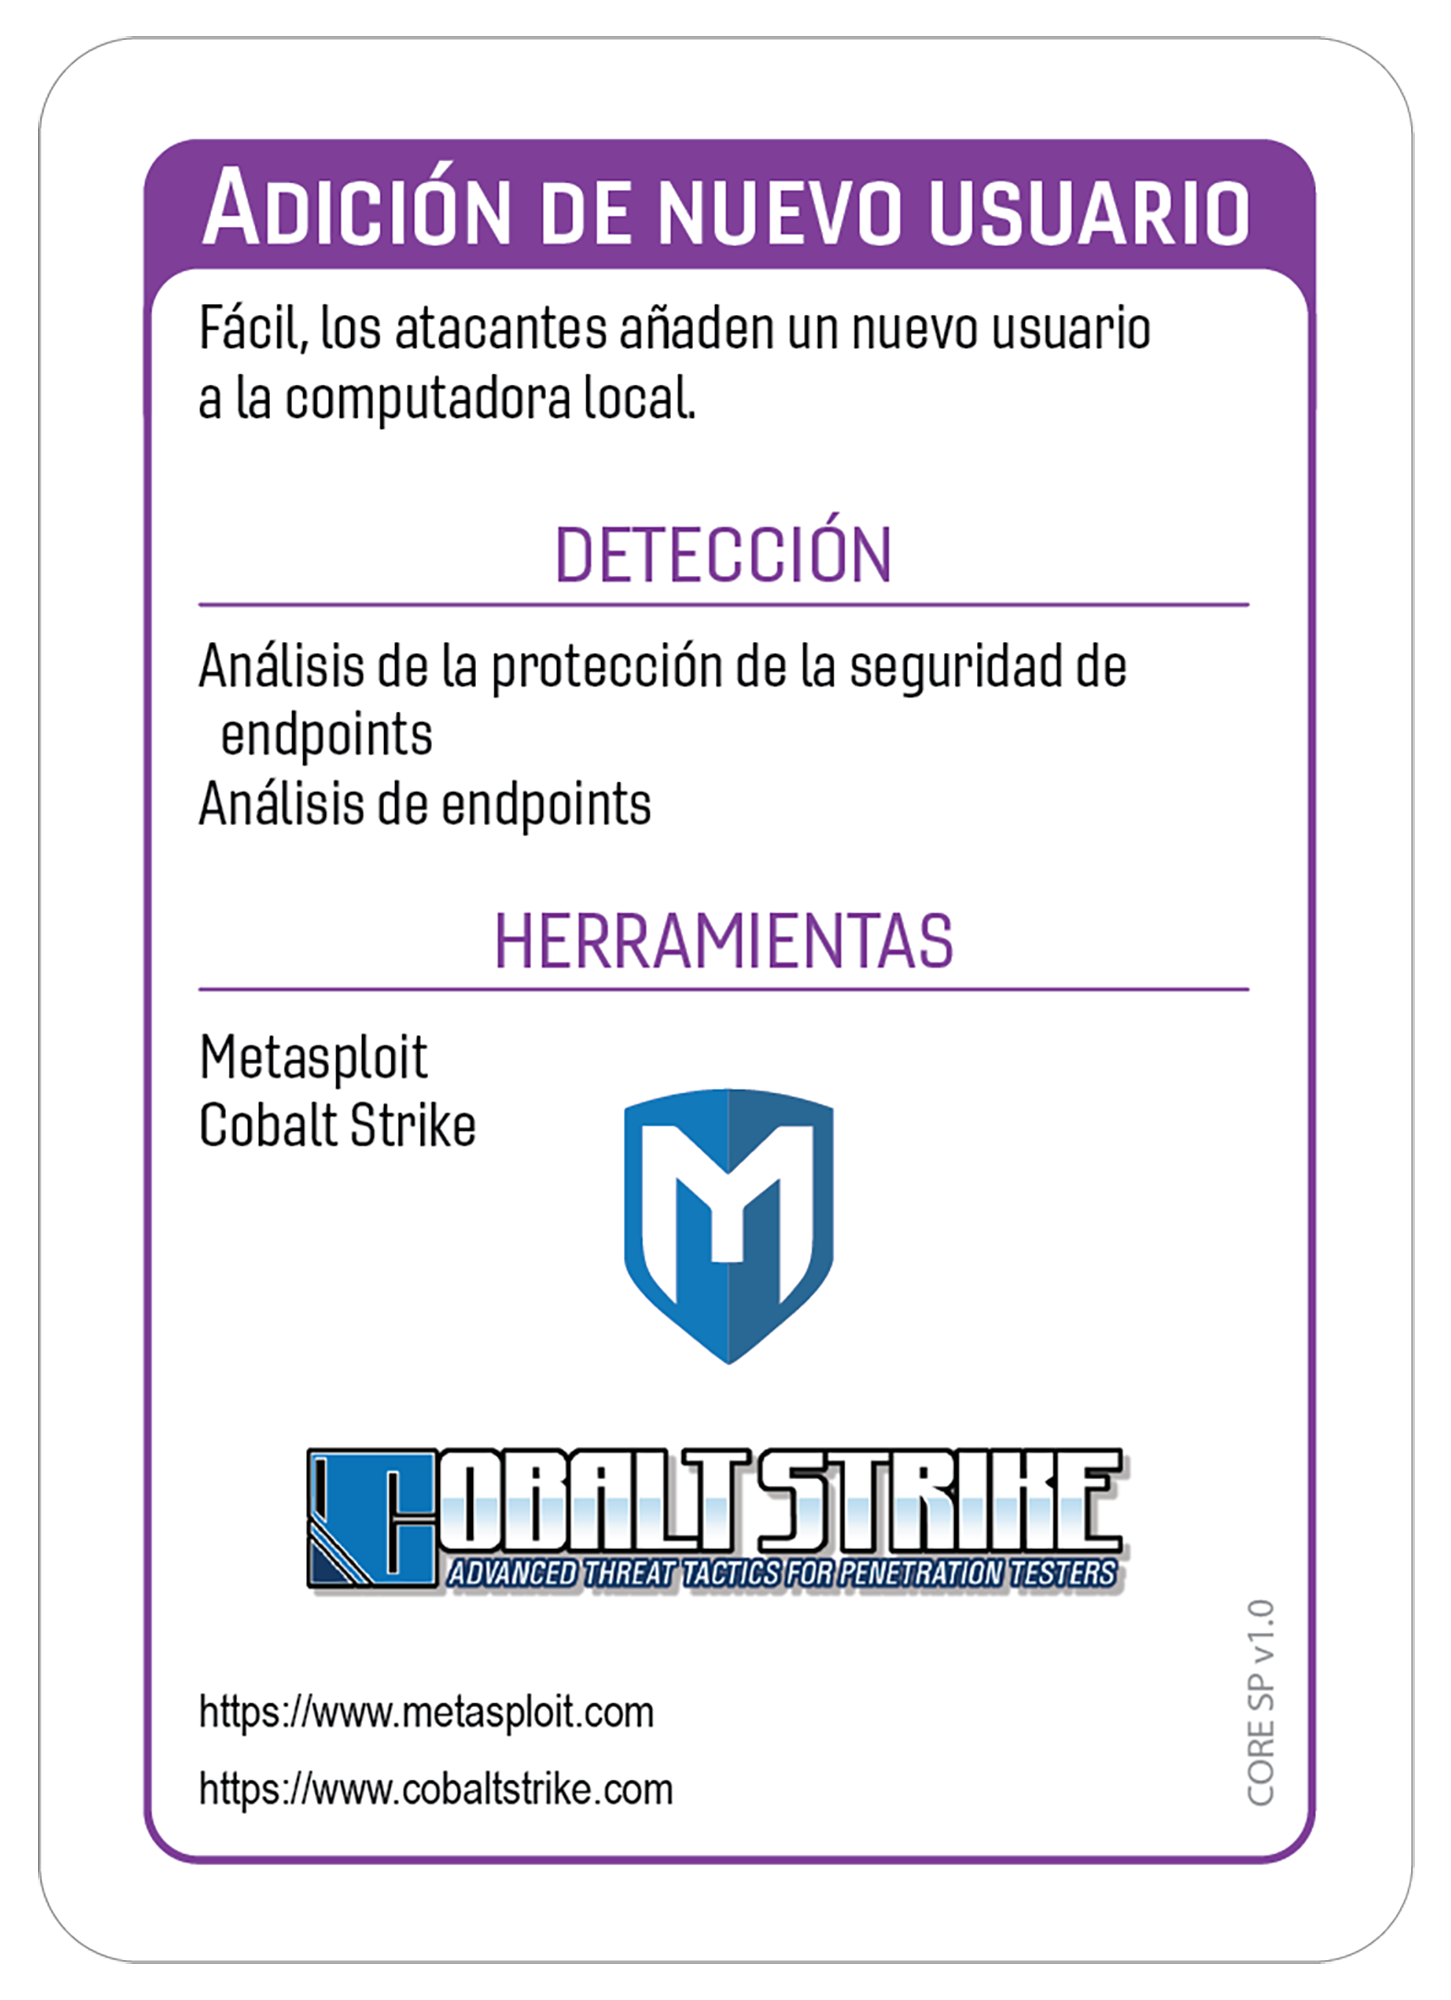 ADICIÓN DE NUEVO USUARIO
Fácil, los atacantes añaden un nuevo usuario
a la computadora local.
DETECCIÓN
Análisis de la protección de la seguridad de
endpoints
Análisis de endpoints
HERRAMIENTAS
Metasploit
Cobalt Strike
M
COBALT STRIKE
ADVANCED THREAT TACTICS FOR PENETRATION TESTERS
https://www.metasploit.com
https://www.cobaltstrike.com
CORE SP v1.0